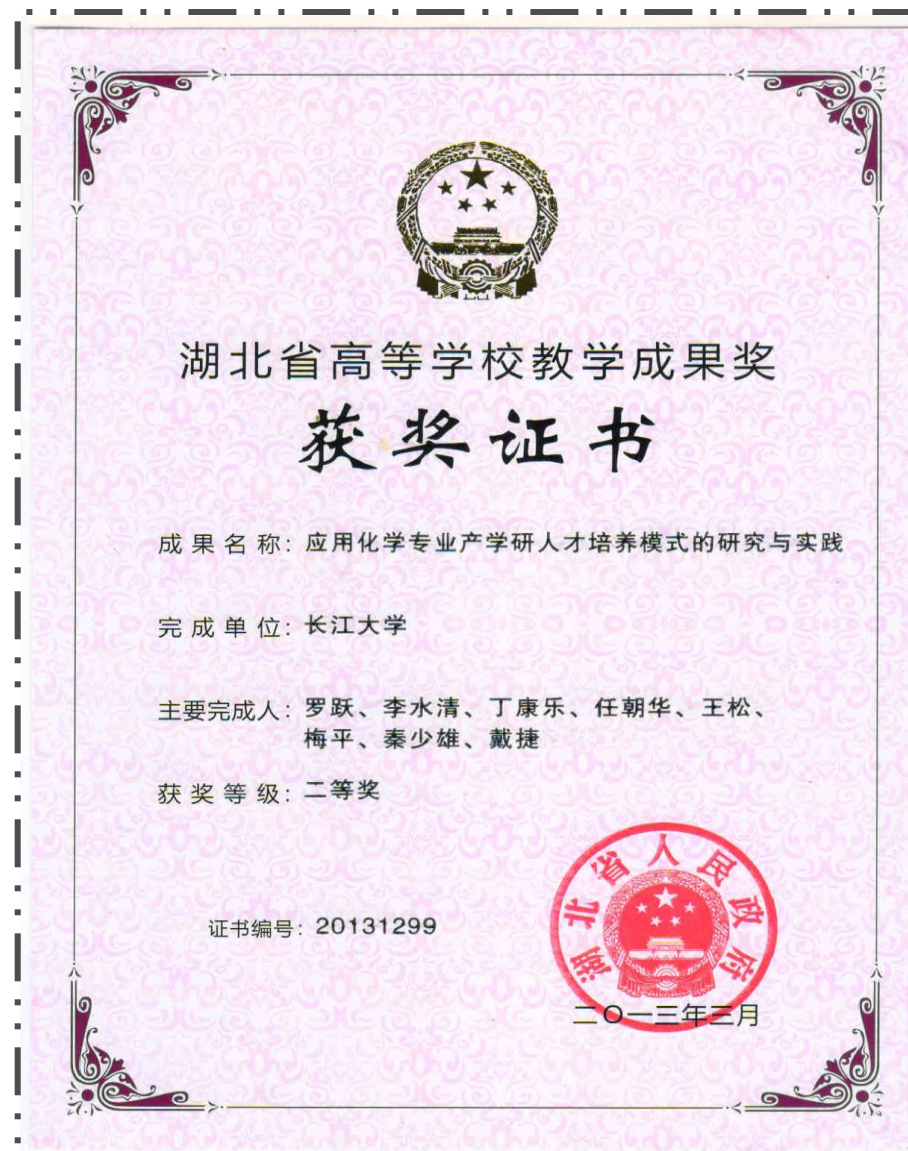 湖北省高等学校教学成果奖
获奖证书
成果名称：应用化学专业产学研人才培养模式的研究与实践
完成单位：长江大学
主要完成人：罗跃、李水清、丁康乐、任朝华、王松、
梅平、秦少雄、戴捷
获奖等级：二等奖
证书编号：20131299
湖北省人民政府
二〇一三年三月